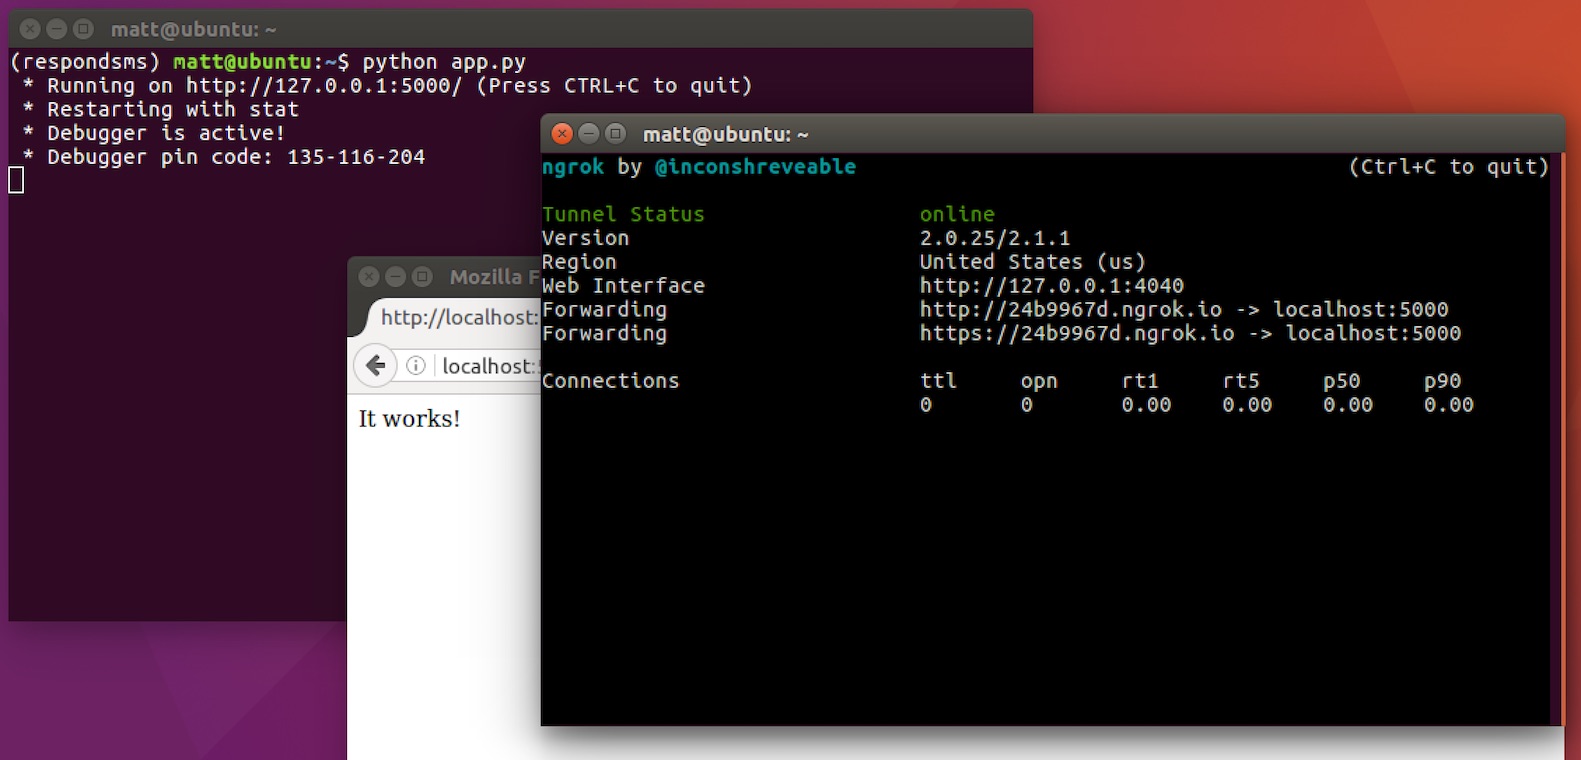 matt@ubuntu: ~
(respondsms) matt@ubuntu:~$ python app.py
* Running on http://127.0.0.1:5000/ (Press CTRL+C to quit)
* Restarting with stat
* Debugger is active!
* Debugger pin code: 135-116-204
matt@ubuntu: ~
ngrok by @inconshreveable (Ctrl+C to quit)
Tunnel Status online
Version 2.0.25/2.1.1
Region United States (us)
Web Interface http://127.0.0.1:4040
Forwarding http://24b9967d.ngrok.io -> localhost:5000
Forwarding https://24b9967d.ngrok.io -> localhost:5000
Connections ttl opn rt1 rt5 p50 p90
0 0 0.00 0.00 0.00 0.00
Mozilla F
http://localhost:
localhost:
It works!